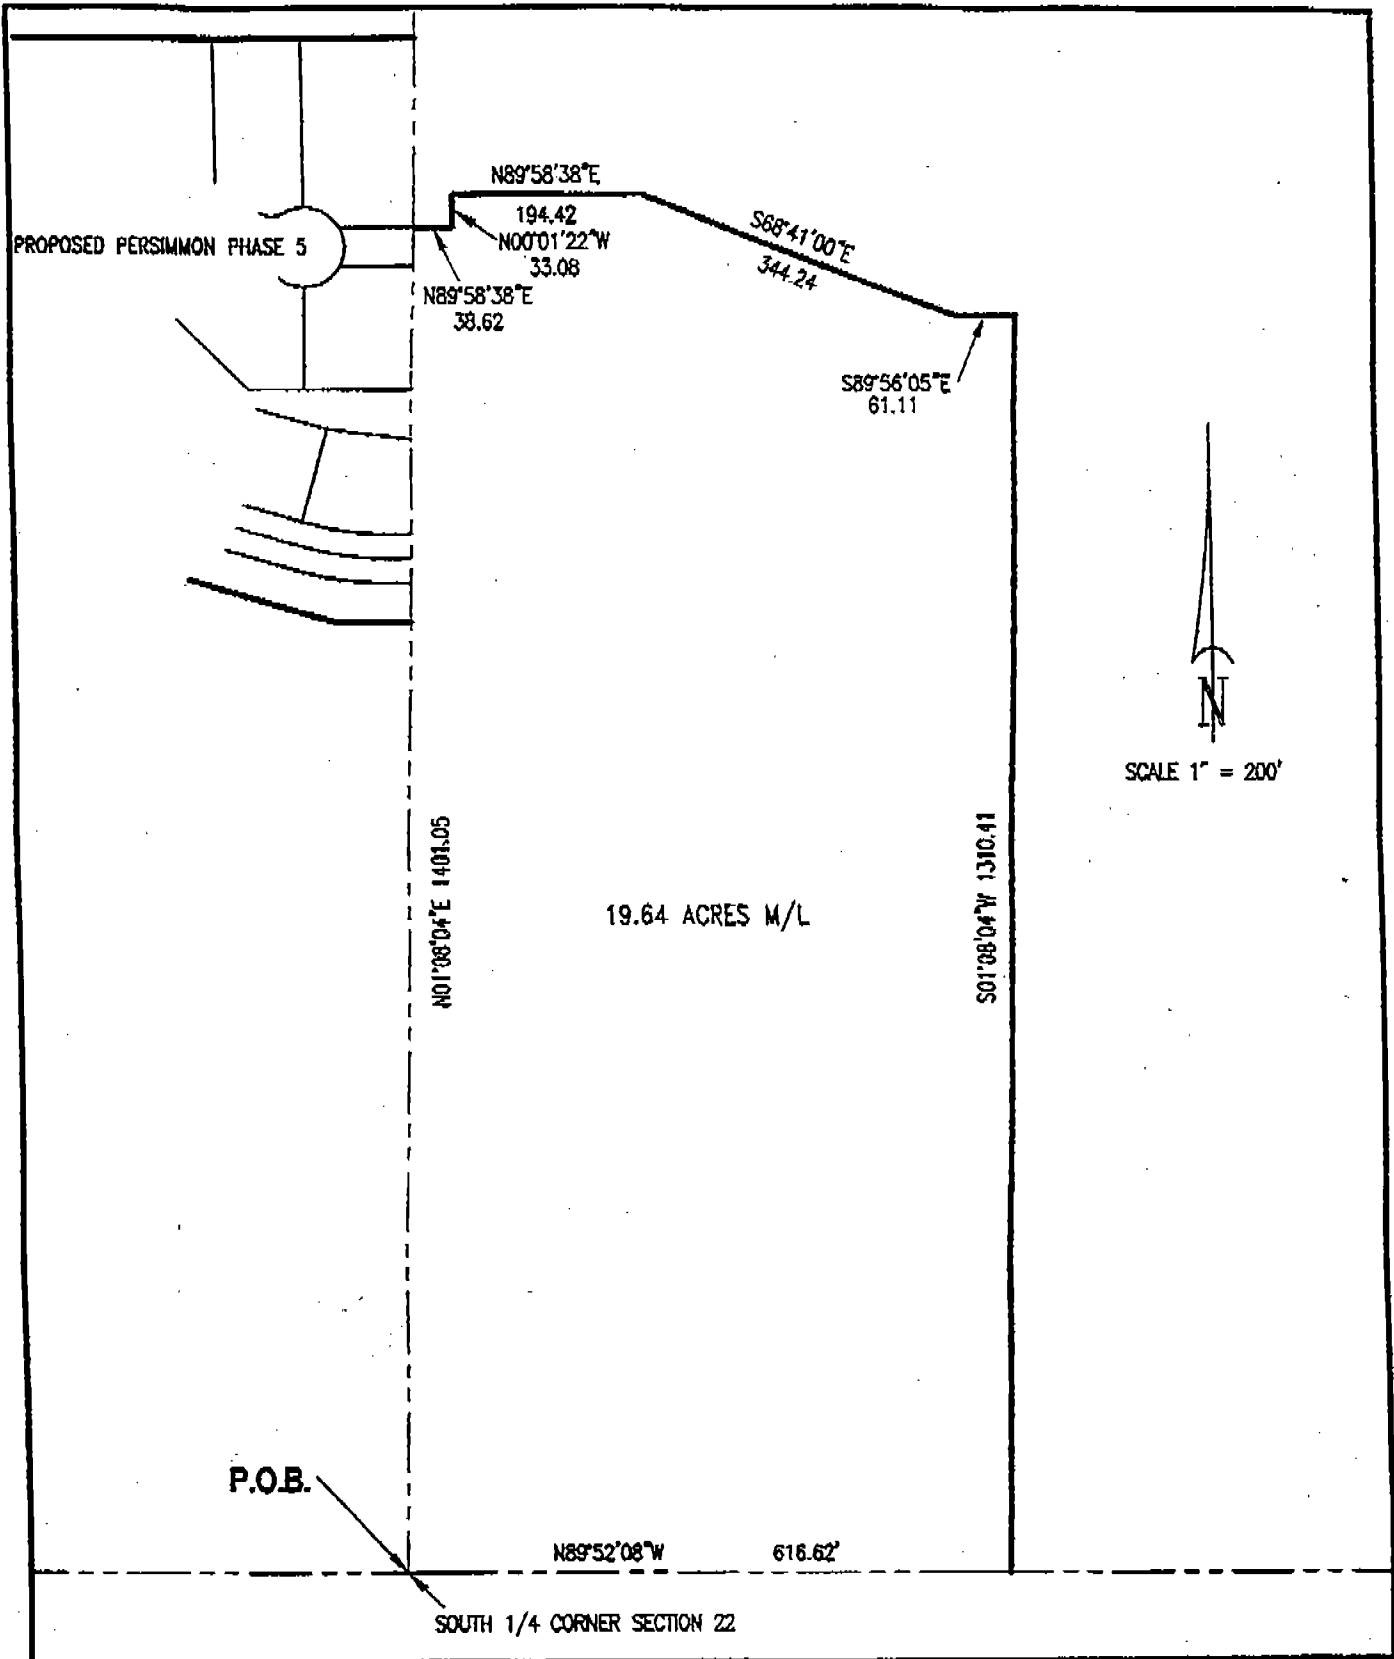 N89°58'38"E
194.42
N00°01'22"W
33.08
S68°41'00"E
344.24
PROPOSED PERSIMMON PHASE 5
N89°58'38"E
38.62
S89°56'05"E
61.11
N
SCALE 1" = 200'
N01°08'04"E 1401.05
S01°08'04"W 1310.41
19.64 ACRES M/L
P.O.B.
N89°52'08"W 616.62'
SOUTH 1/4 CORNER SECTION 22